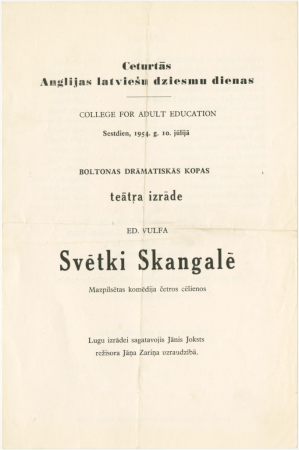 Ceturtās
Anglijas latviešu dziesmu dienas
COLLEGE FOR ADULT EDUCATION
Sestdien, 1954. g. 10. jūlijā
BOLTONAS DRĀMATISKĀS KOPAS
teātŗa izrāde
ED. VULFA
Svētki Skangalē
Mazpilsētas komēdija četros cēlienos
Lugu izrādei sagatavojis Jānis Joksts
režisora Jāņa Zariņa uzraudzībā.